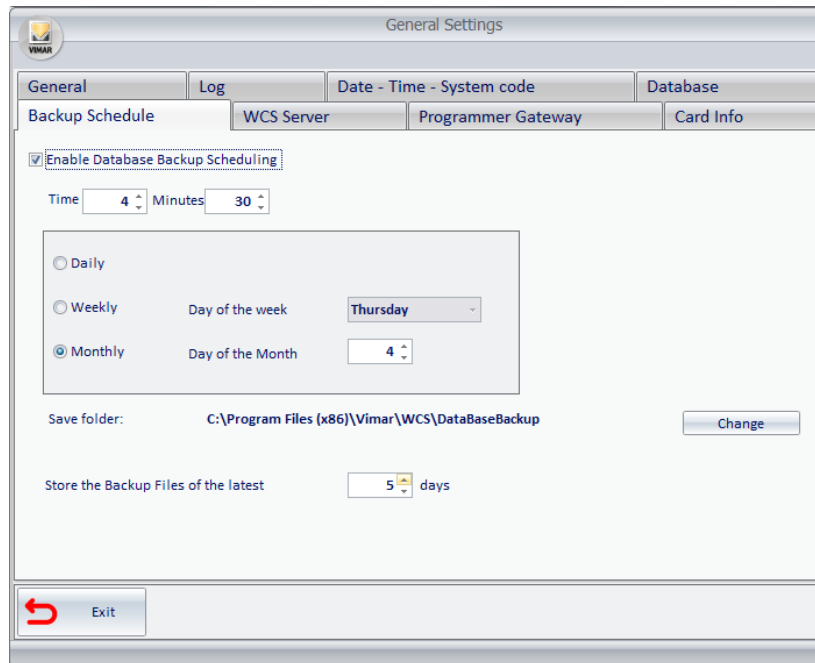 General Settings
VIMAR
General Log Date - Time - System code Database
Backup Schedule WCS Server Programmer Gateway Card Info
Enable Database Backup Scheduling
Time 4 Minutes 30
Daily
Weekly Day of the week Thursday
Monthly Day of the Month 4
Save folder: C:\Program Files (x86)\Vimar\WCS\DataBaseBackup Change
Store the Backup Files of the latest 5 days
Exit